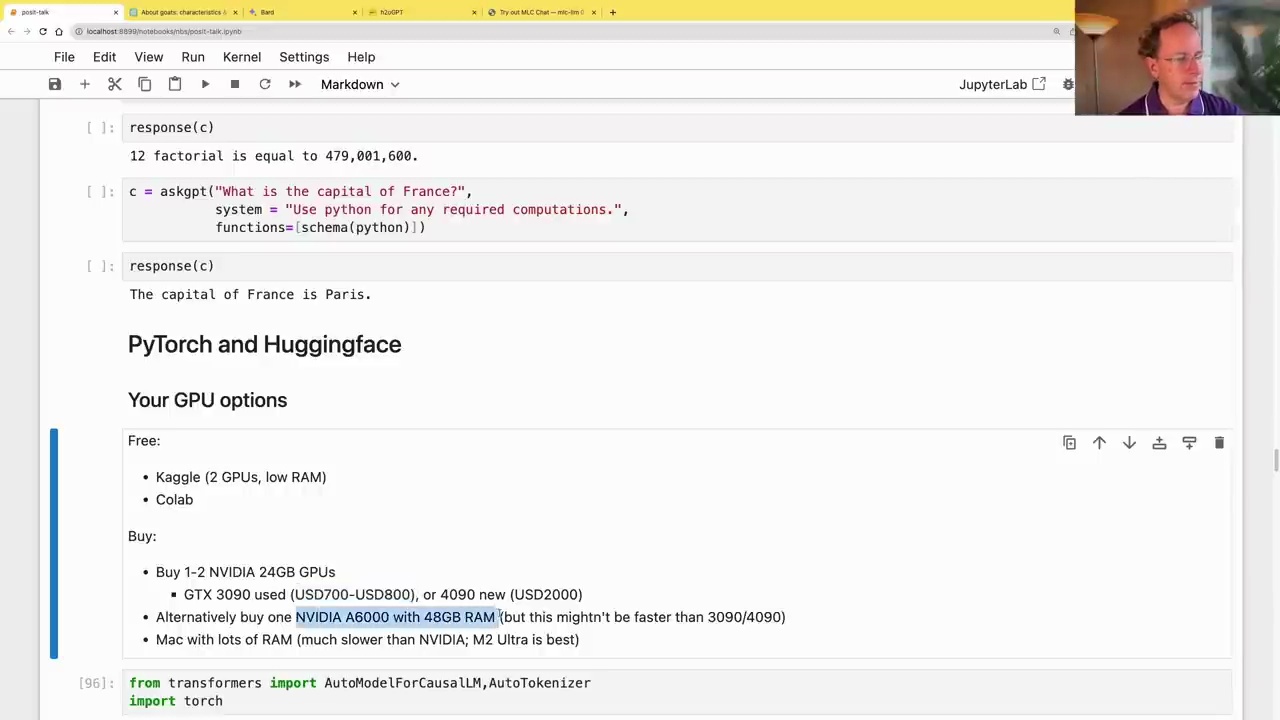 posit-talk
About goats: characteristics &
Bard
h2oGPT
Try out MLC Chat — mlc-llm 0
localhost:8899/notebooks/nbs/posit-talk.ipynb
File Edit View Run Kernel Settings Help
Markdown
JupyterLab
[ ]: response(c)
12 factorial is equal to 479,001,600.
[ ]: c = askgpt("What is the capital of France?",
system = "Use python for any required computations.",
functions=[schema(python)])
[ ]: response(c)
The capital of France is Paris.
PyTorch and Huggingface
Your GPU options
Free:
• Kaggle (2 GPUs, low RAM)
• Colab
Buy:
• Buy 1-2 NVIDIA 24GB GPUs
▪ GTX 3090 used (USD700-USD800), or 4090 new (USD2000)
• Alternatively buy one NVIDIA A6000 with 48GB RAM (but this mightn't be faster than 3090/4090)
• Mac with lots of RAM (much slower than NVIDIA; M2 Ultra is best)
[96]: from transformers import AutoModelForCausalLM,AutoTokenizer
import torch